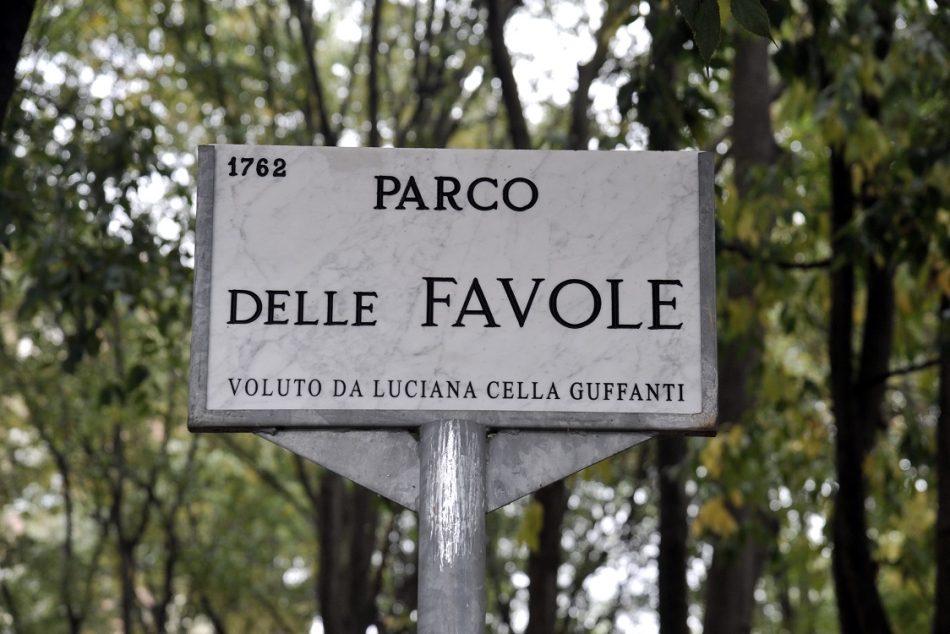 1762
PARCO
DELLE FAVOLE
VOLUTO DA LUCIANA CELLA GUFFANTI